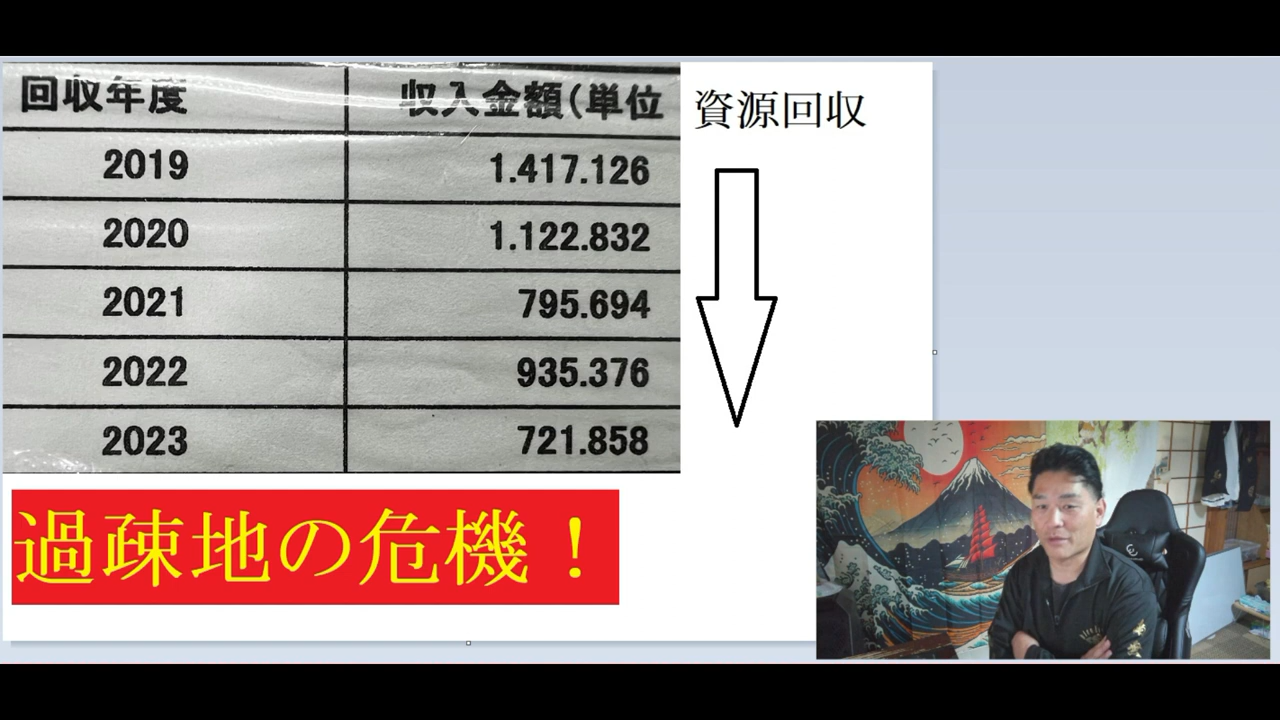 回収年度 収入金額(単位
2019 1.417.126
2020 1.122.832
2021 795.694
2022 935.376
2023 721.858
資源回収
過疎地の危機!